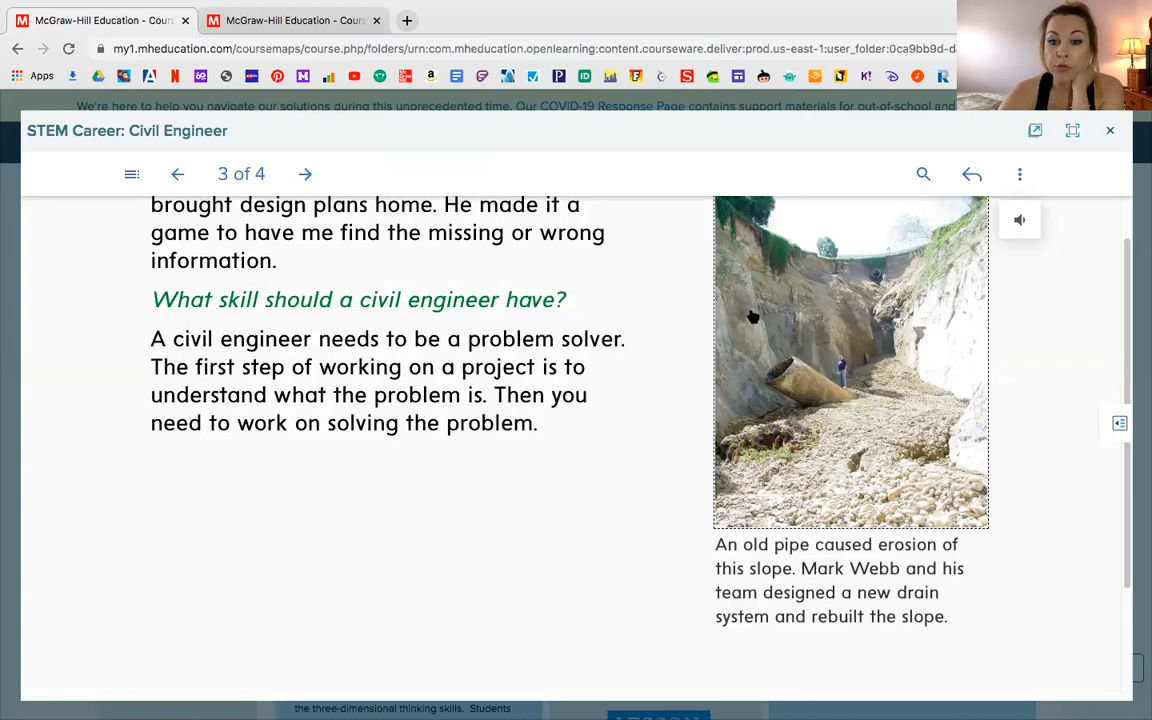 McGraw-Hill Education - Cours
McGraw-Hill Education - Cours
my1.mheducation.com/coursemaps/course.php/folders/urn:com.mheducation.openlearning:content.courseware.deliver:prod.us-east-1:user_folder:0ca9bb9d-d
Apps
We're here to help you navigate our solutions during this unprecedented time. Our COVID-19 Response Page contains support materials for out-of-school and
STEM Career: Civil Engineer
3 of 4
brought design plans home. He made it a
game to have me find the missing or wrong
information.
What skill should a civil engineer have?
A civil engineer needs to be a problem solver.
The first step of working on a project is to
understand what the problem is. Then you
need to work on solving the problem.
An old pipe caused erosion of
this slope. Mark Webb and his
team designed a new drain
system and rebuilt the slope.
the three-dimensional thinking skills. Students